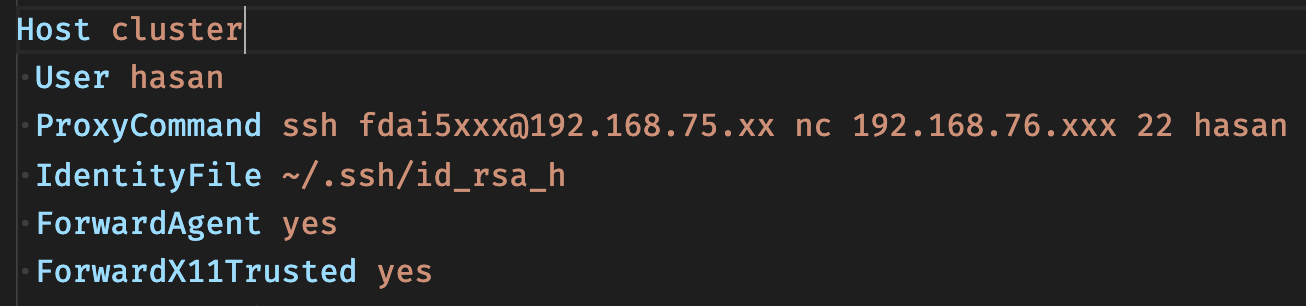 Host cluster
User hasan
ProxyCommand ssh fdai5xxx@192.168.75.xx nc 192.168.76.xxx 22 hasan
IdentityFile ~/.ssh/id_rsa_h
ForwardAgent yes
ForwardX11Trusted yes